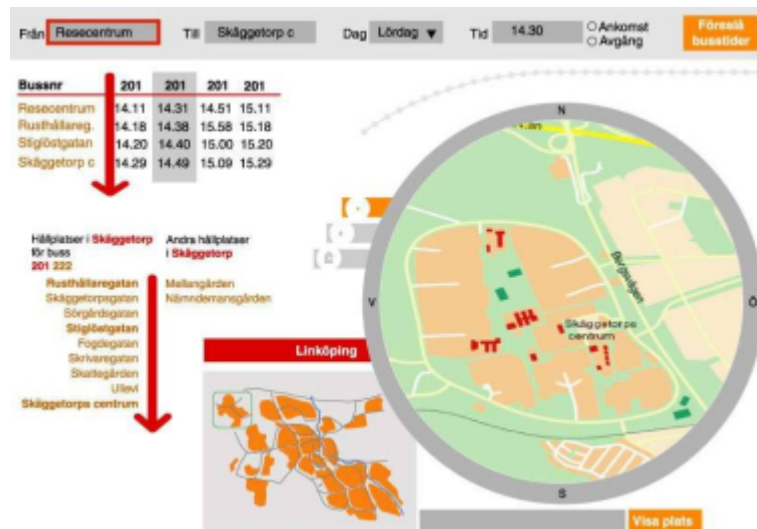 Från Resecentrum Till Skäggetorp c Dag Lördag Tid 14.30 Ankomst
Avgång
Föreslå
busstider
Bussnr 201 201 201 201
Resecentrum 14.11 14.31 14.51 15.11
Rusthållareg. 14.18 14.38 15.58 15.18
Stiglöstgatan 14.20 14.40 15.00 15.20
Skäggetorp c 14.29 14.49 15.09 15.29
Hållplatser i Skäggetorp
för buss
201 222
Rusthållaregatan
Skäggetorpsgatan
Sörgårdsgatan
Stiglöstgatan
Fogdegatan
Skrivaregatan
Skattegården
Ullevi
Skäggetorps centrum
Andra hållplatser
i Skäggetorp
Mellangården
Nämndemansgården
Linköping
N
V
Ö
S
Bergsvägen
Skäggetorps
centrum
Visa plats